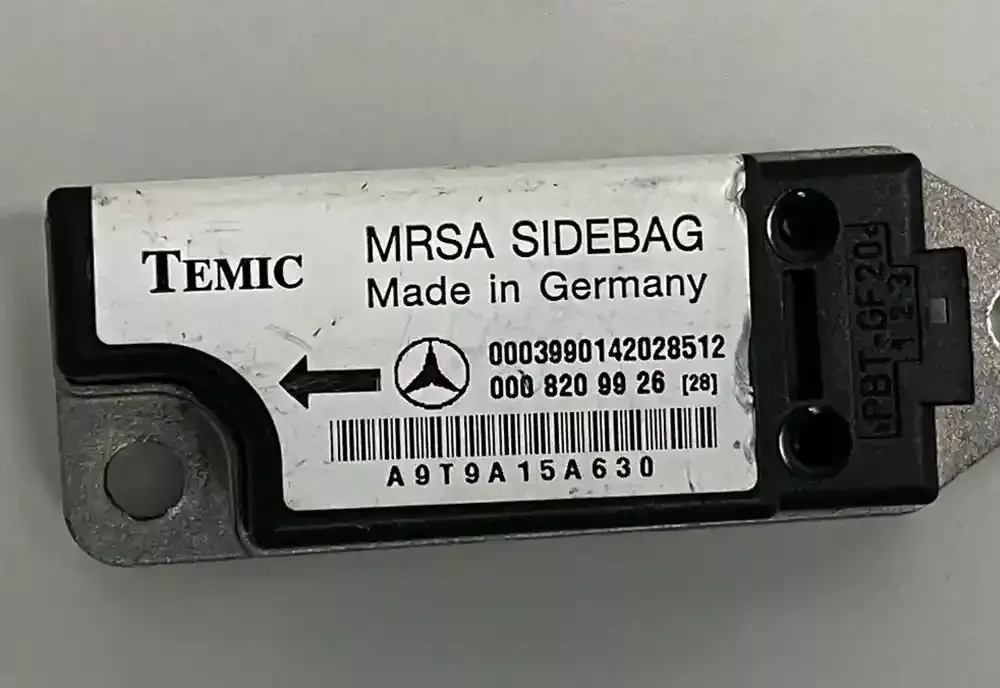 TEMIC
MRSA SIDEBAG
Made in Germany
0003990142028512
000 820 99 26 [28]
A9T9A15A630
>PBT-GF20<
1 2 3